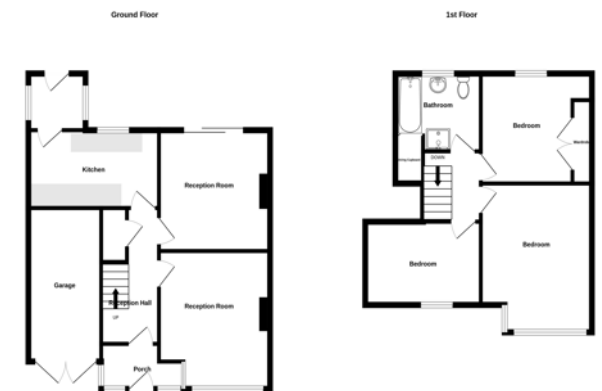 Ground Floor
1st Floor
Kitchen
Reception Room
Garage
Reception Hall
UP
Reception Room
Porch
Bathroom
Bedroom
Wardrobe
DOWN
Bedroom
Bedroom